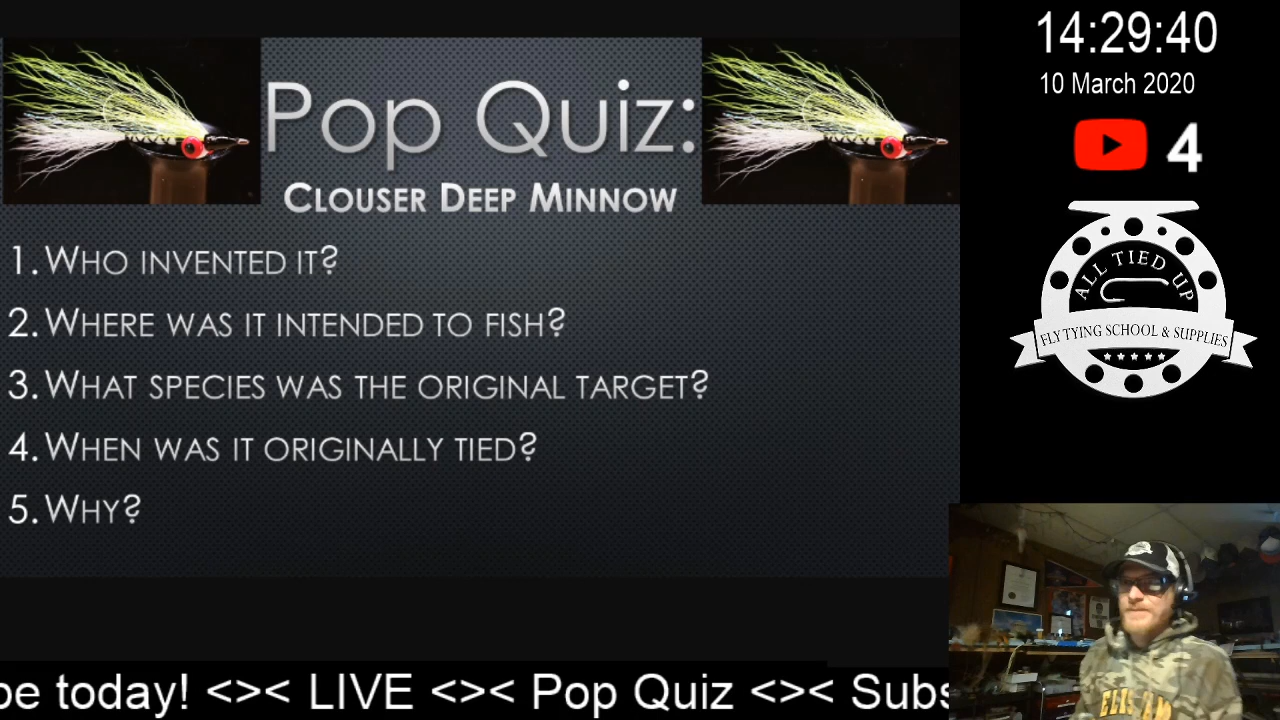 Pop Quiz:
CLOUSER DEEP MINNOW
1. WHO INVENTED IT?
2. WHERE WAS IT INTENDED TO FISH?
3. WHAT SPECIES WAS THE ORIGINAL TARGET?
4. WHEN WAS IT ORIGINALLY TIED?
5. WHY?
14:29:40
10 March 2020
4
ALL TIED UP
FLY TYING SCHOOL & SUPPLIES
be today! <>< LIVE <>< Pop Quiz <>< Subs